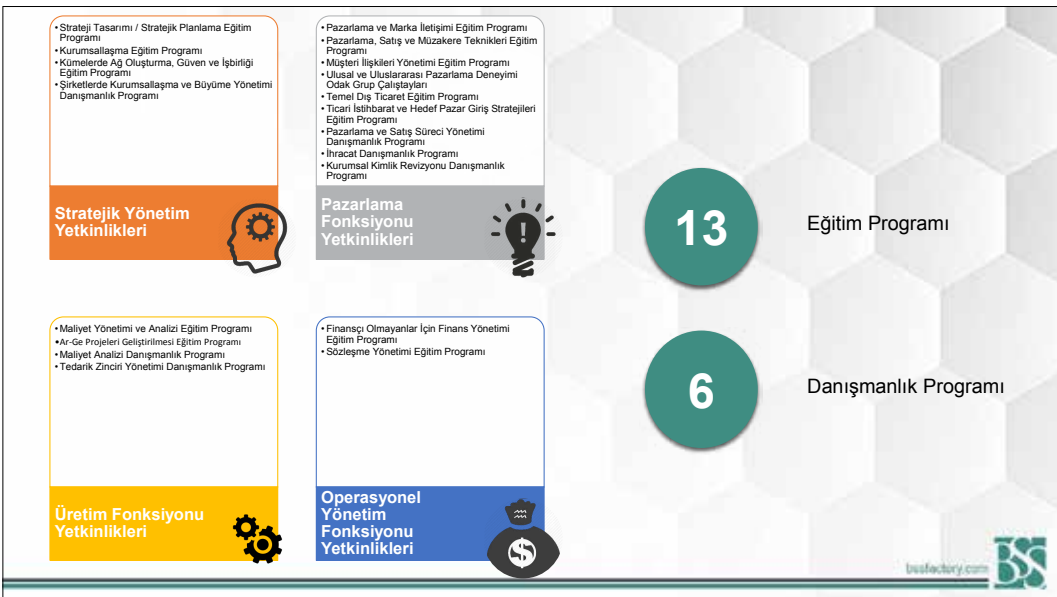 • Strateji Tasarımı / Stratejik Planlama Eğitim
Programı
• Kurumsallaşma Eğitim Programı
• Kümelerde Ağ Oluşturma, Güven ve İşbirliği
Eğitim Programı
• Şirketlerde Kurumsallaşma ve Büyüme Yönetimi
Danışmanlık Programı
Stratejik Yönetim
Yetkinlikleri
• Pazarlama ve Marka İletişimi Eğitim Programı
• Pazarlama, Satış ve Müzakere Teknikleri Eğitim
Programı
• Müşteri İlişkileri Yönetimi Eğitim Programı
• Ulusal ve Uluslararası Pazarlama Deneyimi
Odak Grup Çalıştayları
• Temel Dış Ticaret Eğitim Programı
• Ticari İstihbarat ve Hedef Pazar Giriş Stratejileri
Eğitim Programı
• Pazarlama ve Satış Süreci Yönetimi
Danışmanlık Programı
• İhracat Danışmanlık Programı
• Kurumsal Kimlik Revizyonu Danışmanlık
Programı
Pazarlama
Fonksiyonu
Yetkinlikleri
13
Eğitim Programı
• Maliyet Yönetimi ve Analizi Eğitim Programı
• Ar-Ge Projeleri Geliştirilmesi Eğitim Programı
• Maliyet Analizi Danışmanlık Programı
• Tedarik Zinciri Yönetimi Danışmanlık Programı
Üretim Fonksiyonu
Yetkinlikleri
• Finansçı Olmayanlar İçin Finans Yönetimi
Eğitim Programı
• Sözleşme Yönetimi Eğitim Programı
Operasyonel
Yönetim
Fonksiyonu
Yetkinlikleri
6
Danışmanlık Programı